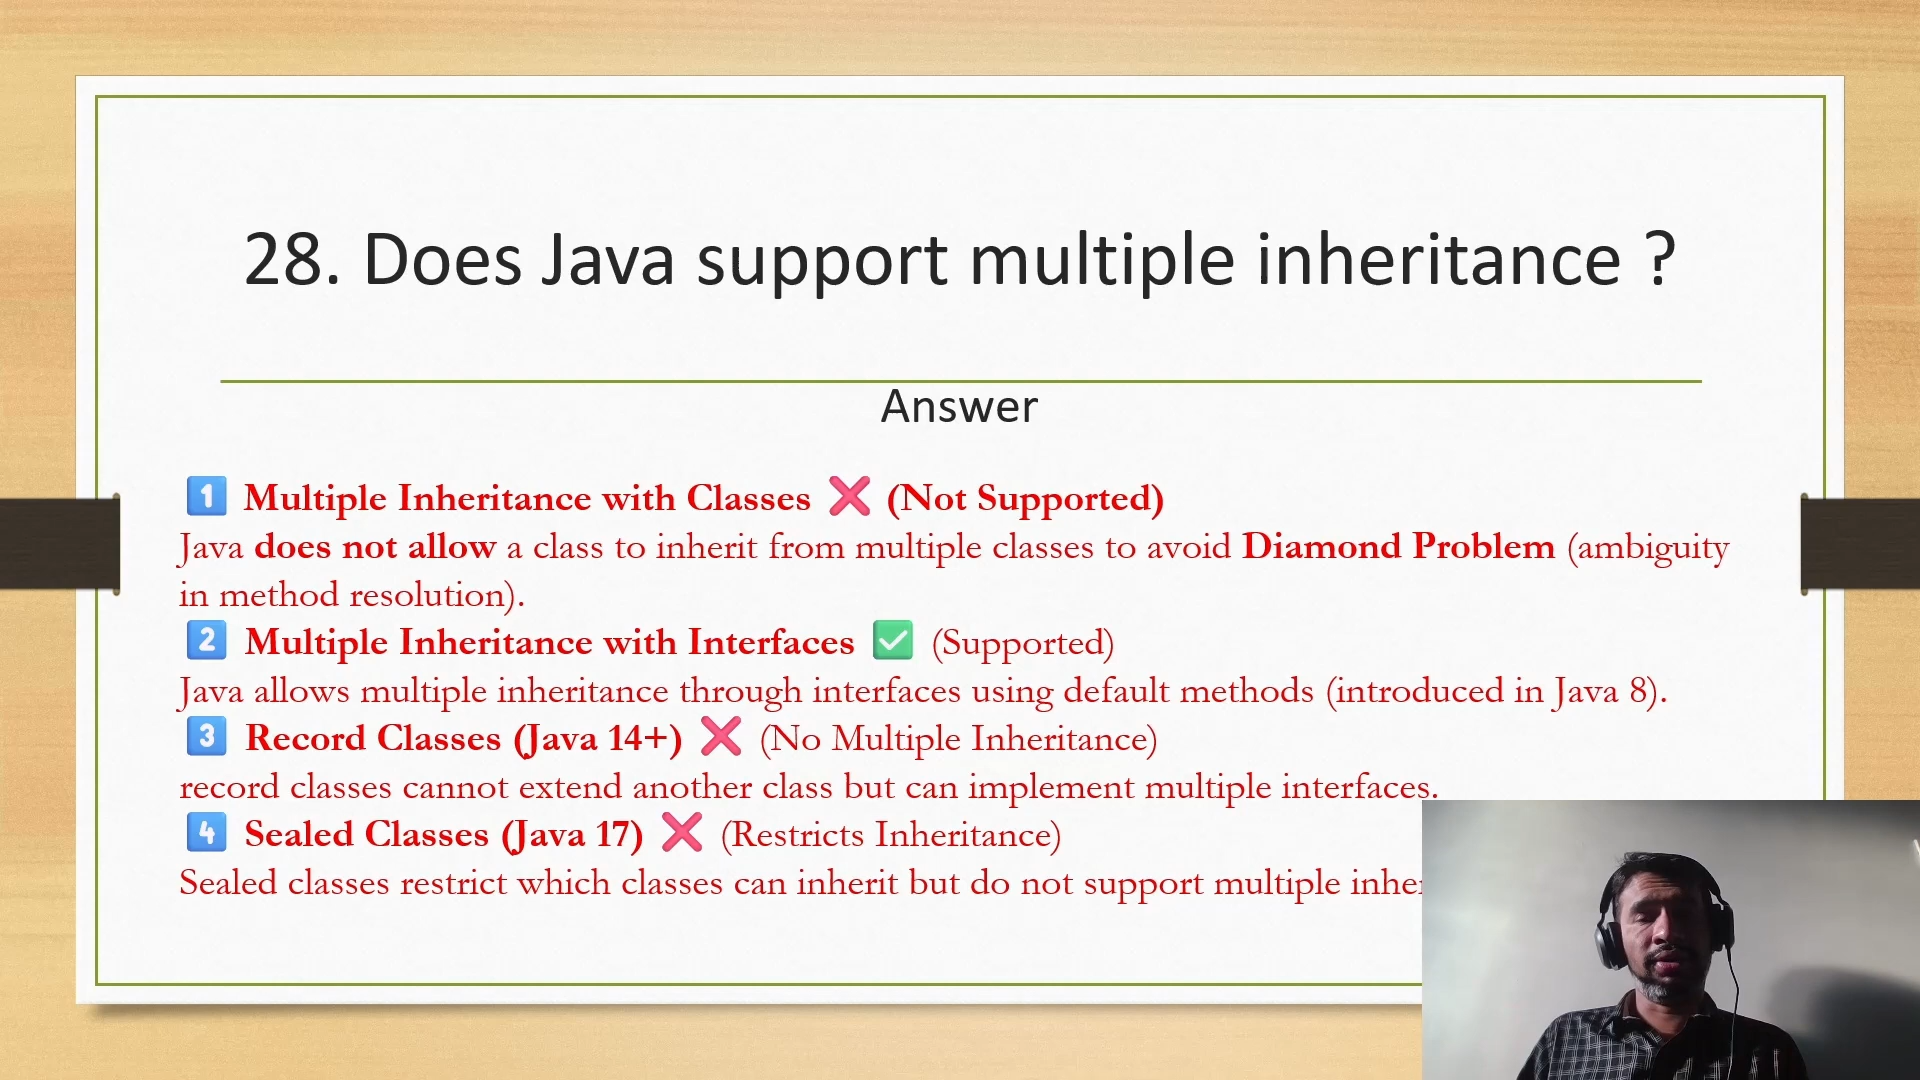 28. Does Java support multiple inheritance ?
Answer
1️⃣ Multiple Inheritance with Classes ❌ (Not Supported)
Java does not allow a class to inherit from multiple classes to avoid Diamond Problem (ambiguity
in method resolution).
2️⃣ Multiple Inheritance with Interfaces ✅ (Supported)
Java allows multiple inheritance through interfaces using default methods (introduced in Java 8).
3️⃣ Record Classes (Java 14+) ❌ (No Multiple Inheritance)
record classes cannot extend another class but can implement multiple interfaces.
4️⃣ Sealed Classes (Java 17) ❌ (Restricts Inheritance)
Sealed classes restrict which classes can inherit but do not support multiple